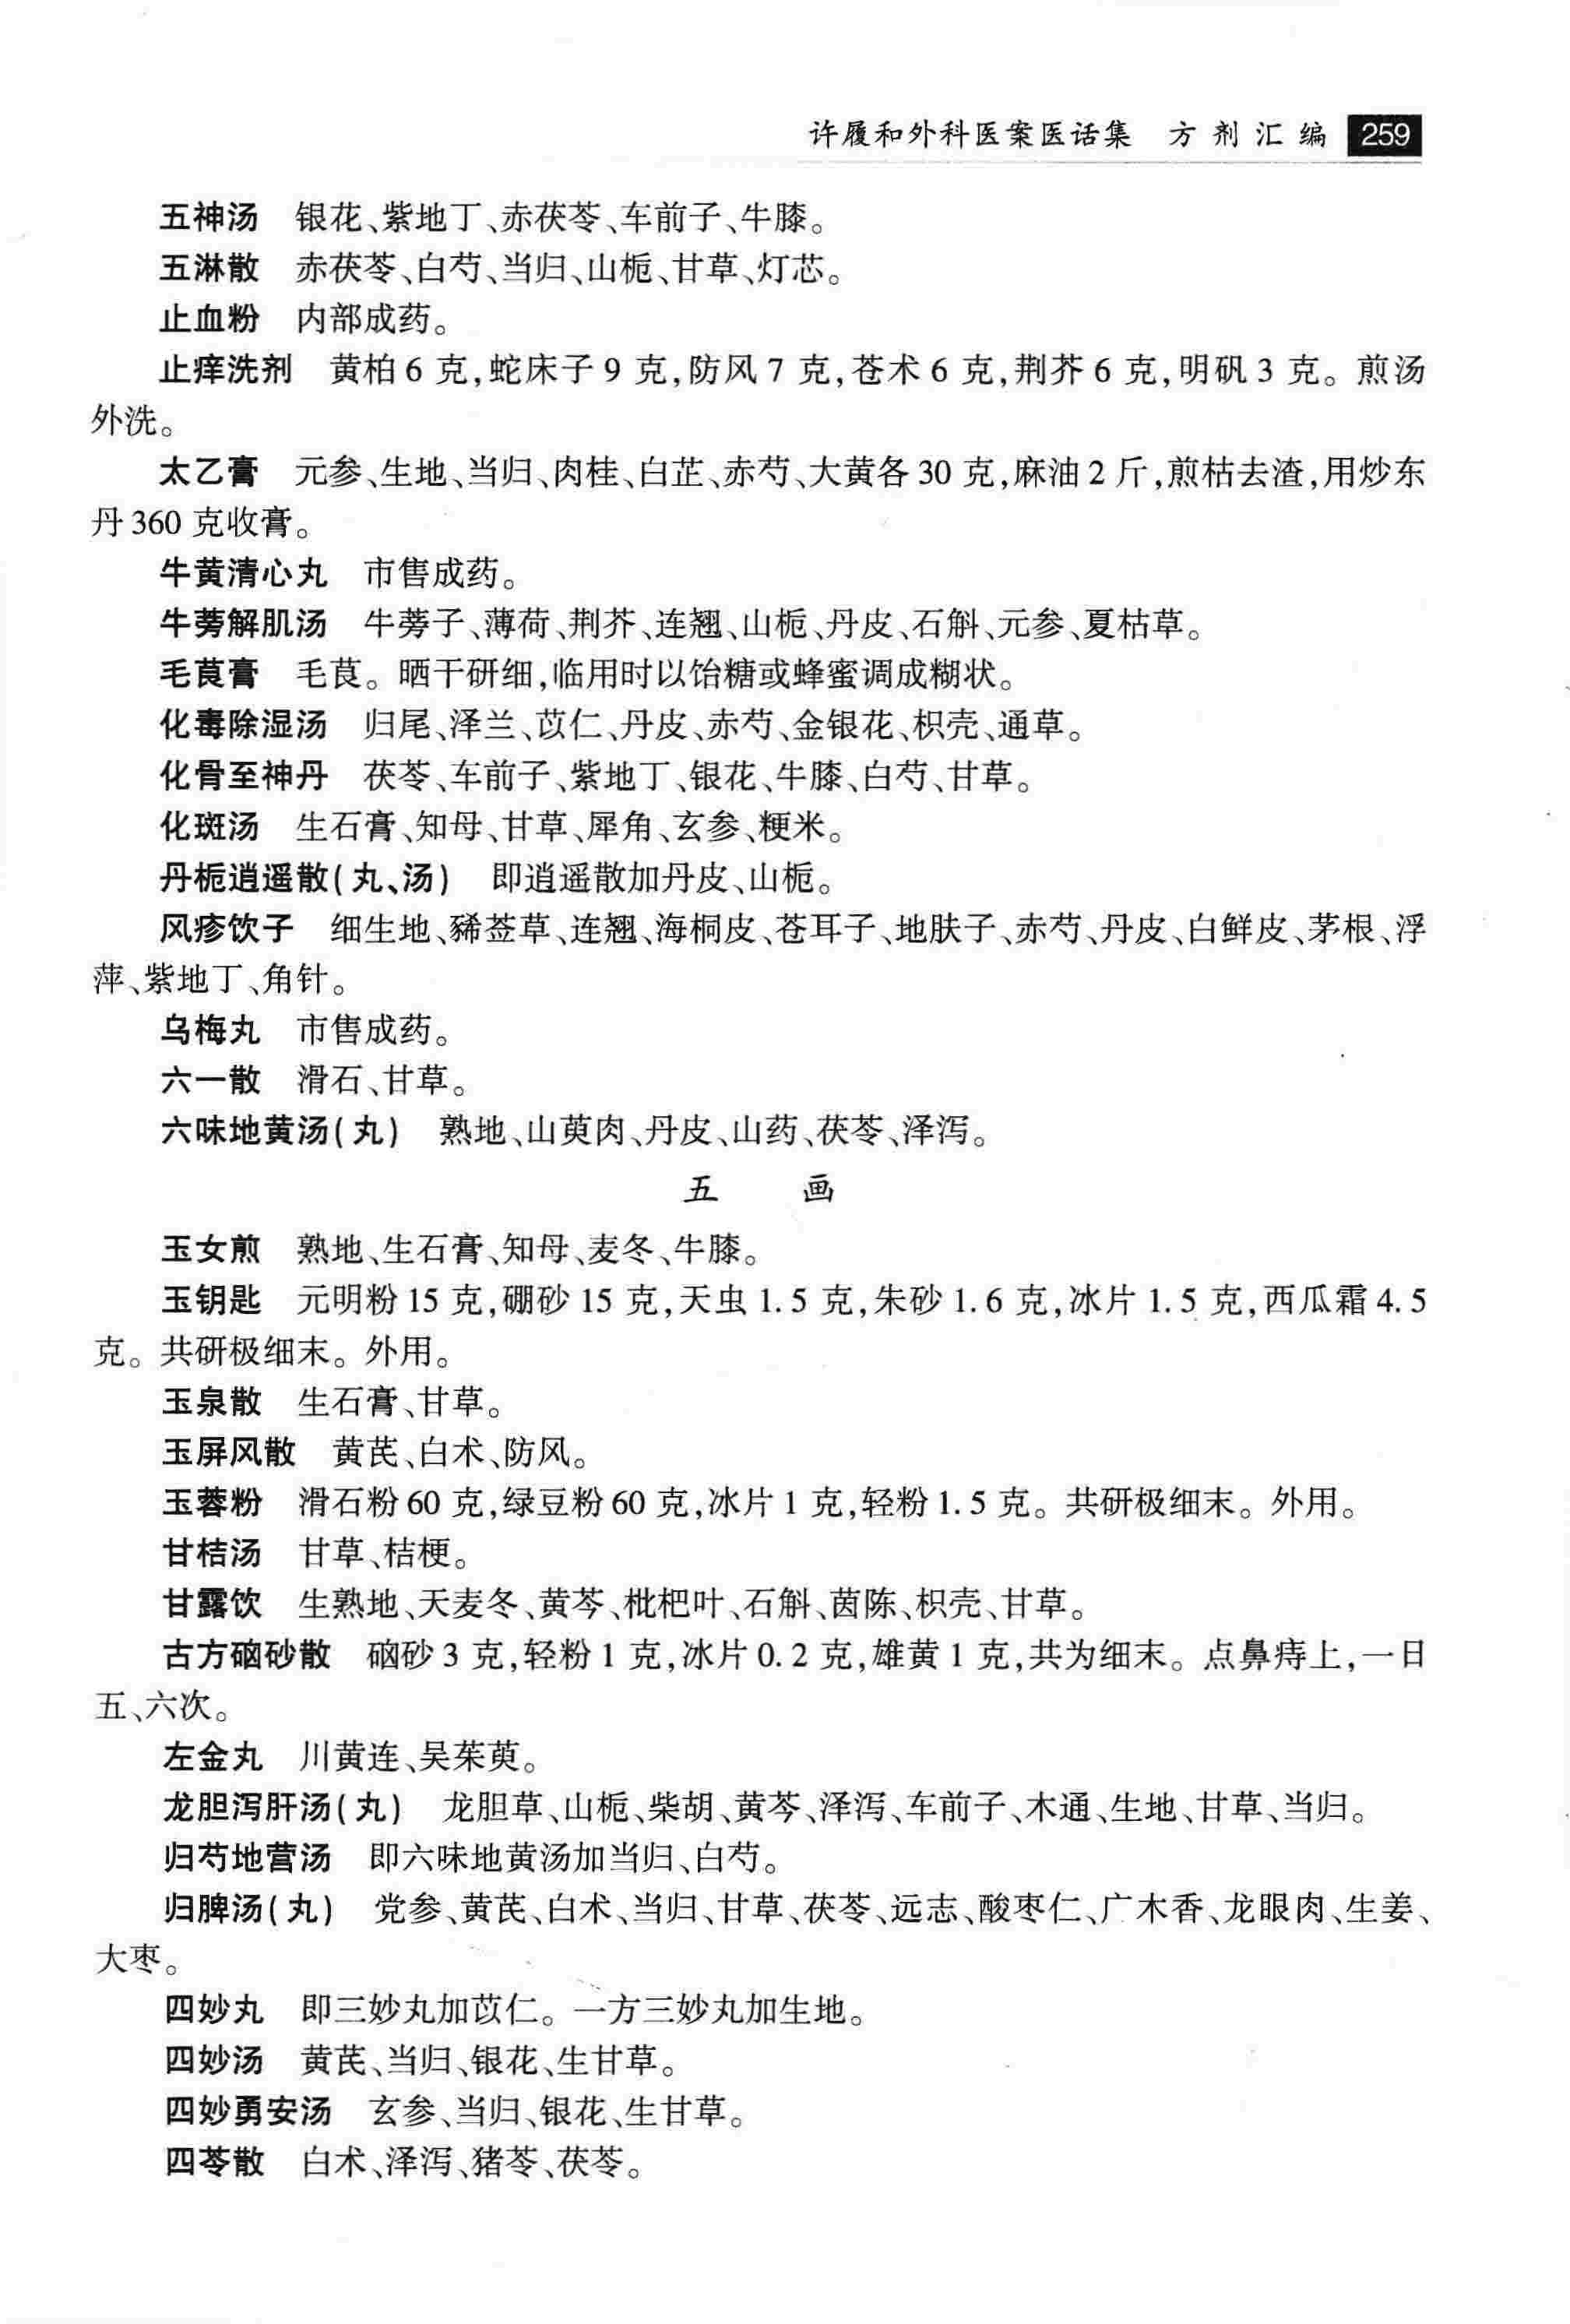 许履和外科医案医话集 方剂汇编 259
五神汤 银花、紫地丁、赤茯苓、车前子、牛膝。
五淋散 赤茯苓、白芍、当归、山栀、甘草、灯芯。
止血粉 内部成药。
止痒洗剂 黄柏6克,蛇床子9克,防风7克,苍术6克,荆芥6克,明矾3克。煎汤
外洗。
太乙膏 元参、生地、当归、肉桂、白芷、赤芍、大黄各30克,麻油2斤,煎枯去渣,用炒东
丹360克收膏。
牛黄清心丸 市售成药。
牛蒡解肌汤 牛蒡子、薄荷、荆芥、连翘、山栀、丹皮、石斛、元参、夏枯草。
毛茛膏 毛茛。晒干研细,临用时以饴糖或蜂蜜调成糊状。
化毒除湿汤 归尾、泽兰、苡仁、丹皮、赤芍、金银花、枳壳、通草。
化骨至神丹 茯苓、车前子、紫地丁、银花、牛膝、白芍、甘草。
化斑汤 生石膏、知母、甘草、犀角、玄参、粳米。
丹栀逍遥散(丸、汤) 即逍遥散加丹皮、山栀。
风疹饮子 细生地、豨莶草、连翘、海桐皮、苍耳子、地肤子、赤芍、丹皮、白鲜皮、茅根、浮
萍、紫地丁、角针。
乌梅丸 市售成药。
六一散 滑石、甘草。
六味地黄汤(丸) 熟地、山萸肉、丹皮、山药、茯苓、泽泻。
五 画
玉女煎 熟地、生石膏、知母、麦冬、牛膝。
玉钥匙 元明粉15克,硼砂15克,天虫1.5克,朱砂1.6克,冰片1.5克,西瓜霜4.5
克。共研极细末。外用。
玉泉散 生石膏、甘草。
玉屏风散 黄芪、白术、防风。
玉蓉粉 滑石粉60克,绿豆粉60克,冰片1克,轻粉1.5克。共研极细末。外用。
甘桔汤 甘草、桔梗。
甘露饮 生熟地、天麦冬、黄芩、枇杷叶、石斛、茵陈、枳壳、甘草。
古方硇砂散 硇砂3克,轻粉1克,冰片0.2克,雄黄1克,共为细末。点鼻痔上,一日
五、六次。
左金丸 川黄连、吴茱萸。
龙胆泻肝汤(丸) 龙胆草、山栀、柴胡、黄芩、泽泻、车前子、木通、生地、甘草、当归。
归芍地营汤 即六味地黄汤加当归、白芍。
归脾汤(丸) 党参、黄芪、白术、当归、甘草、茯苓、远志、酸枣仁、广木香、龙眼肉、生姜、
大枣。
四妙丸 即三妙丸加苡仁。一方三妙丸加生地。
四妙汤 黄芪、当归、银花、生甘草。
四妙勇安汤 玄参、当归、银花、生甘草。
四苓散 白术、泽泻、猪苓、茯苓。